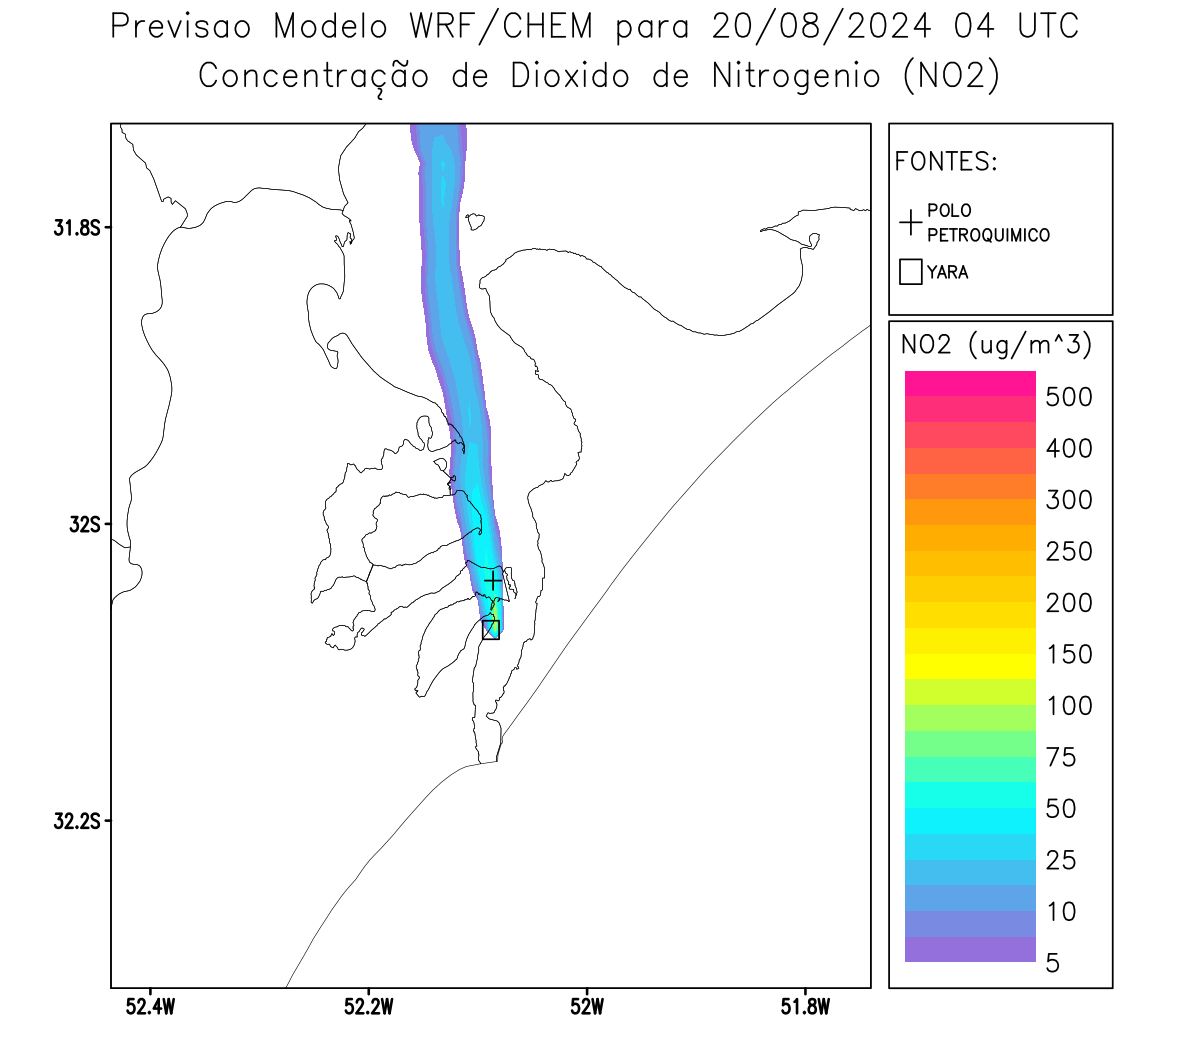 Previsao Modelo WRF/CHEM para 20/08/2024 04 UTC
Concentração de Dioxido de Nitrogenio (NO2)
FONTES:
POLO
PETROQUIMICO
YARA
NO2 (ug/m^3)
500
400
300
250
200
150
100
75
50
25
10
5
31.8S
32S
32.2S
52.4W
52.2W
52W
51.8W